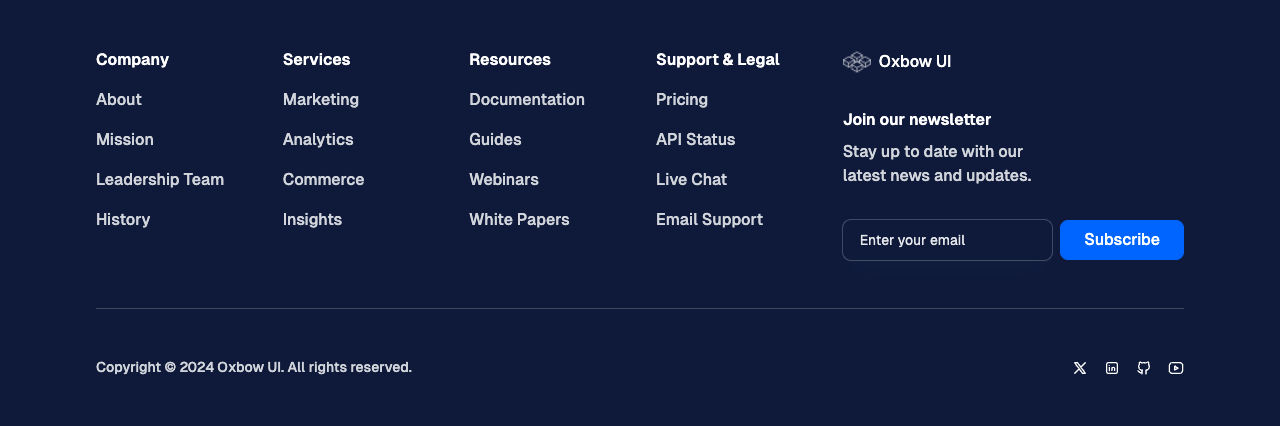 Company
About
Mission
Leadership Team
History
Services
Marketing
Analytics
Commerce
Insights
Resources
Documentation
Guides
Webinars
White Papers
Support & Legal
Pricing
API Status
Live Chat
Email Support
Oxbow UI
Join our newsletter
Stay up to date with our
latest news and updates.
Enter your email
Subscribe
Copyright © 2024 Oxbow UI. All rights reserved.